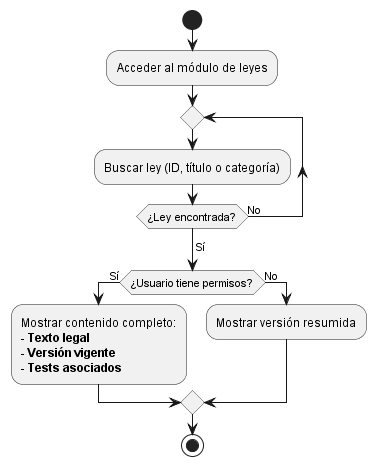 Acceder al módulo de leyes
Buscar ley (ID, título o categoría)
¿Ley encontrada?
No
Sí
¿Usuario tiene permisos?
Sí
No
Mostrar contenido completo:
- Texto legal
- Versión vigente
- Tests asociados
Mostrar versión resumida